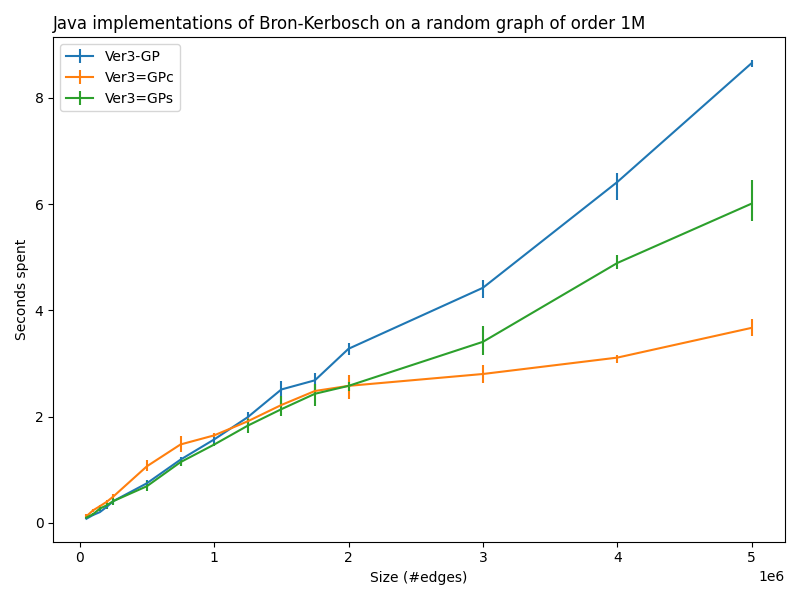 Java implementations of Bron-Kerbosch on a random graph of order 1M
Ver3-GP
Ver3=GPc
Ver3=GPs
Seconds spent
8
6
4
2
0
0 1 2 3 4 5
1e6
Size (#edges)